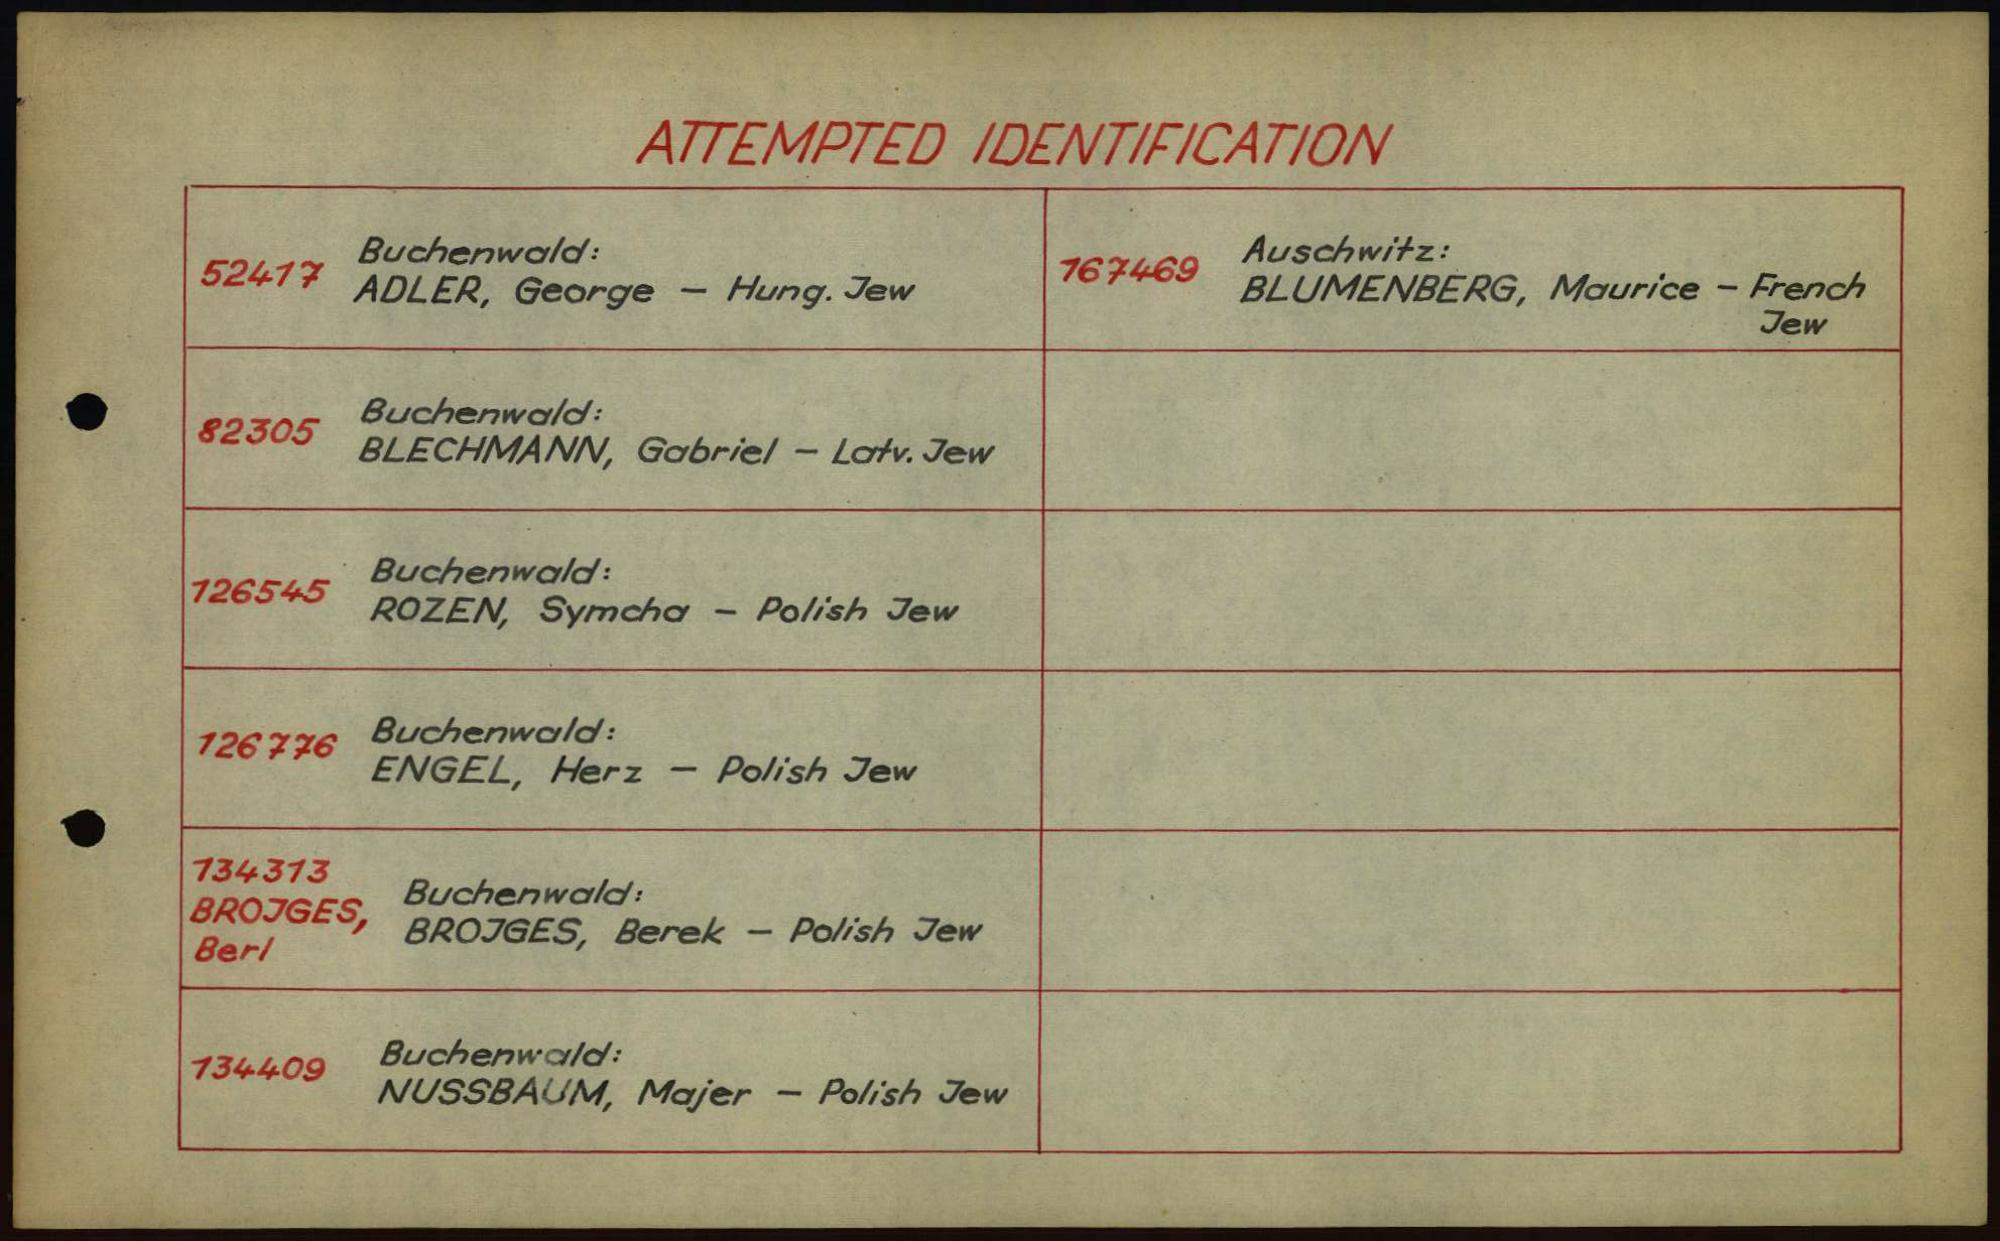 ATTEMPTED IDENTIFICATION
52417
Buchenwald:
ADLER, George — Hung. Jew
82305
Buchenwald:
BLECHMANN, Gabriel — Latv. Jew
126545
Buchenwald:
ROZEN, Symcha — Polish Jew
126776
Buchenwald:
ENGEL, Herz — Polish Jew
134313
BROJGES,
Berl
Buchenwald:
BROJGES, Berek — Polish Jew
134409
Buchenwald:
NUSSBAUM, Majer — Polish Jew
167469
Auschwitz:
BLUMENBERG, Maurice — French
Jew